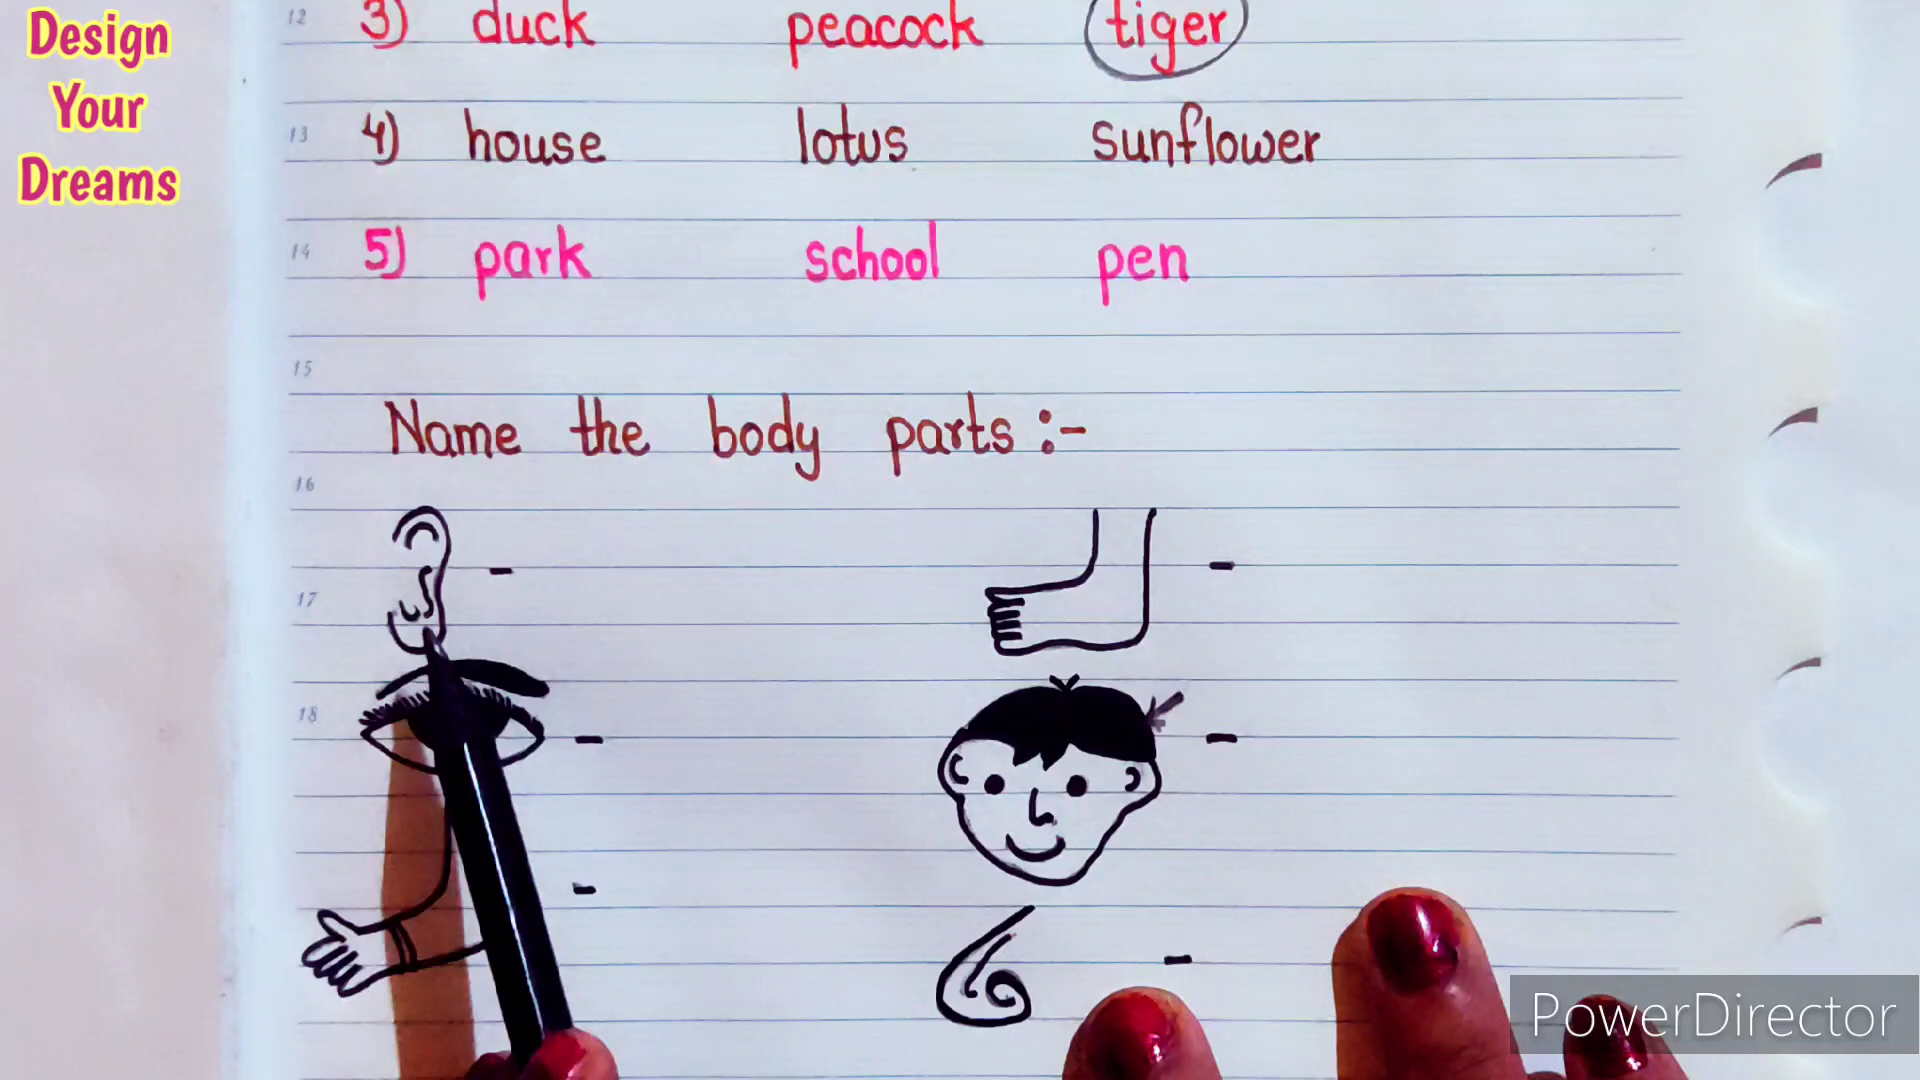 Design
Your
Dreams
12 3) duck peacock tiger
13 4) house lotus sunflower
14 5) park school pen
15
Name the body parts :-
16
-
-
17
18
-
-
-
-
PowerDirector